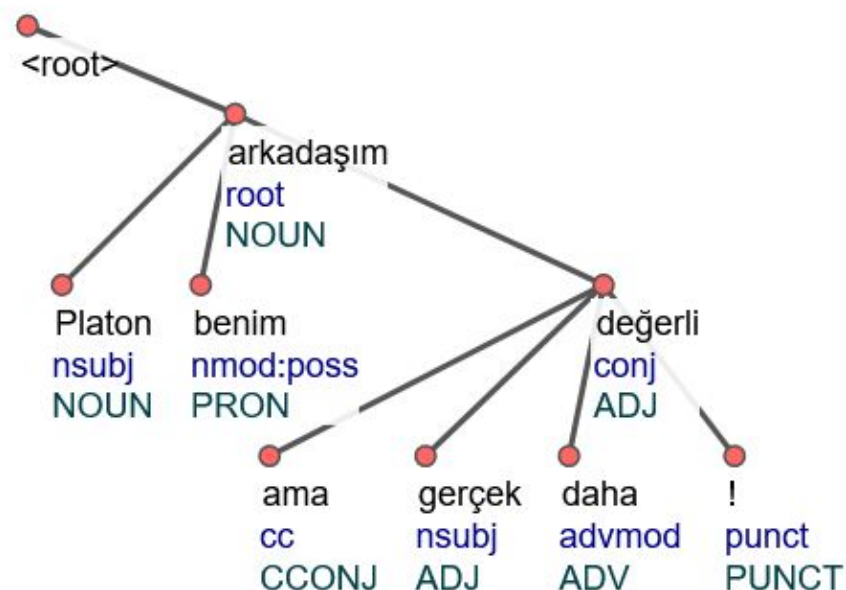 <root>
arkadaşım
root
NOUN
Platon benim değerli
nsubj nmod:poss conj
NOUN PRON ADJ
ama gerçek daha !
cc nsubj advmod punct
CCONJ ADJ ADV PUNCT